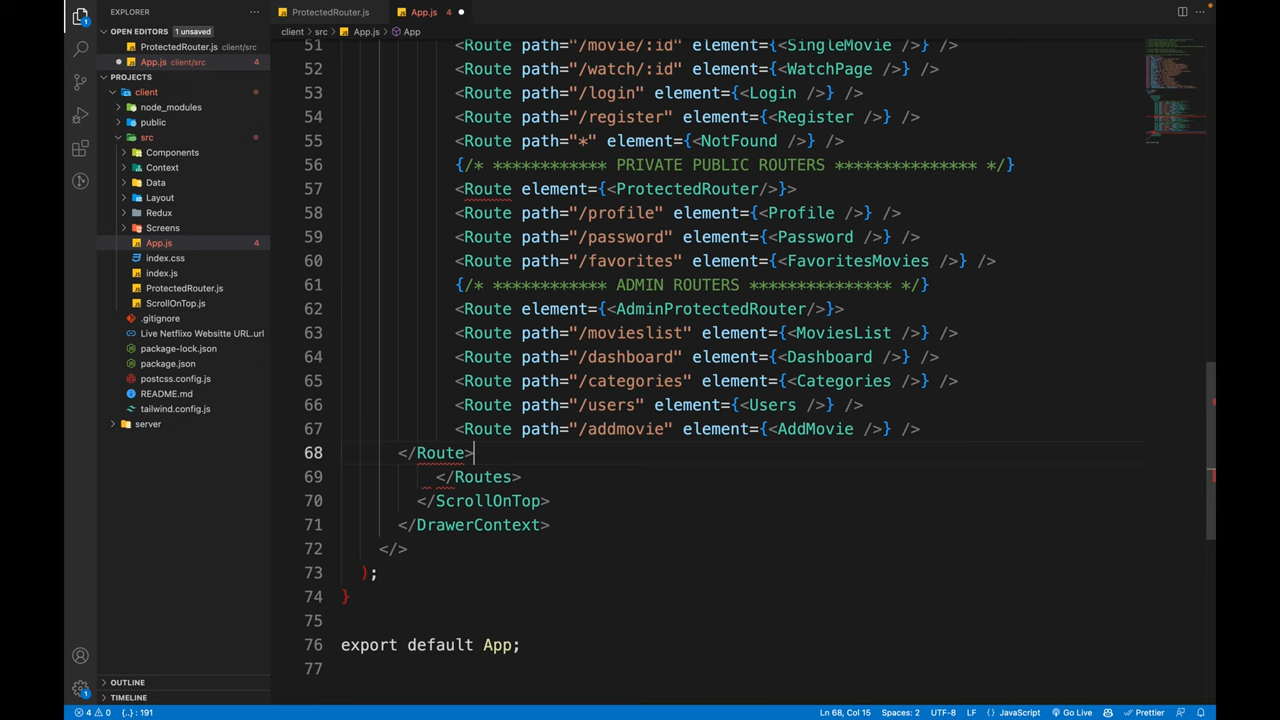 EXPLORER
OPEN EDITORS 1 unsaved
ProtectedRouter.js client/src
App.js client/src 4
PROJECTS
client
node_modules
public
src
Components
Context
Data
Layout
Redux
Screens
App.js 4
index.css
index.js
ProtectedRouter.js
ScrollOnTop.js
.gitignore
Live Netflixo Websitte URL.url
package-lock.json
package.json
postcss.config.js
README.md
tailwind.config.js
server
OUTLINE
TIMELINE
ProtectedRouter.js
App.js 4
client > src > App.js > App
51 <Route path="/movie/:id" element={<SingleMovie />} />
52 <Route path="/watch/:id" element={<WatchPage />} />
53 <Route path="/login" element={<Login />} />
54 <Route path="/register" element={<Register />} />
55 <Route path="*" element={<NotFound />} />
56 {/* ************ PRIVATE PUBLIC ROUTERS *************** */}
57 <Route element={<ProtectedRouter/>}>
58 <Route path="/profile" element={<Profile />} />
59 <Route path="/password" element={<Password />} />
60 <Route path="/favorites" element={<FavoritesMovies />} />
61 {/* ************ ADMIN ROUTERS *************** */}
62 <Route element={<AdminProtectedRouter/>}>
63 <Route path="/movieslist" element={<MoviesList />} />
64 <Route path="/dashboard" element={<Dashboard />} />
65 <Route path="/categories" element={<Categories />} />
66 <Route path="/users" element={<Users />} />
67 <Route path="/addmovie" element={<AddMovie />} />
68 </Route>
69 </Routes>
70 </ScrollOnTop>
71 </DrawerContext>
72 </>
73 );
74 }
75
76 export default App;
77
4 0 {..} : 191 Ln 68, Col 15 Spaces: 2 UTF-8 LF {} JavaScript Go Live Prettier